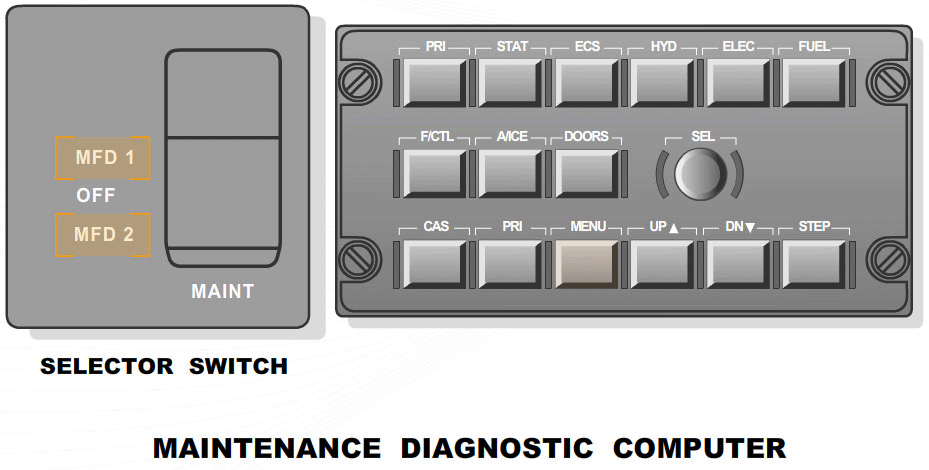 PRI STAT ECS HYD ELEC FUEL
F/CTL A/ICE DOORS SEL
MFD 1
OFF
MFD 2
CAS PRI MENU UP▲ DN▼ STEP
MAINT
SELECTOR SWITCH
MAINTENANCE DIAGNOSTIC COMPUTER